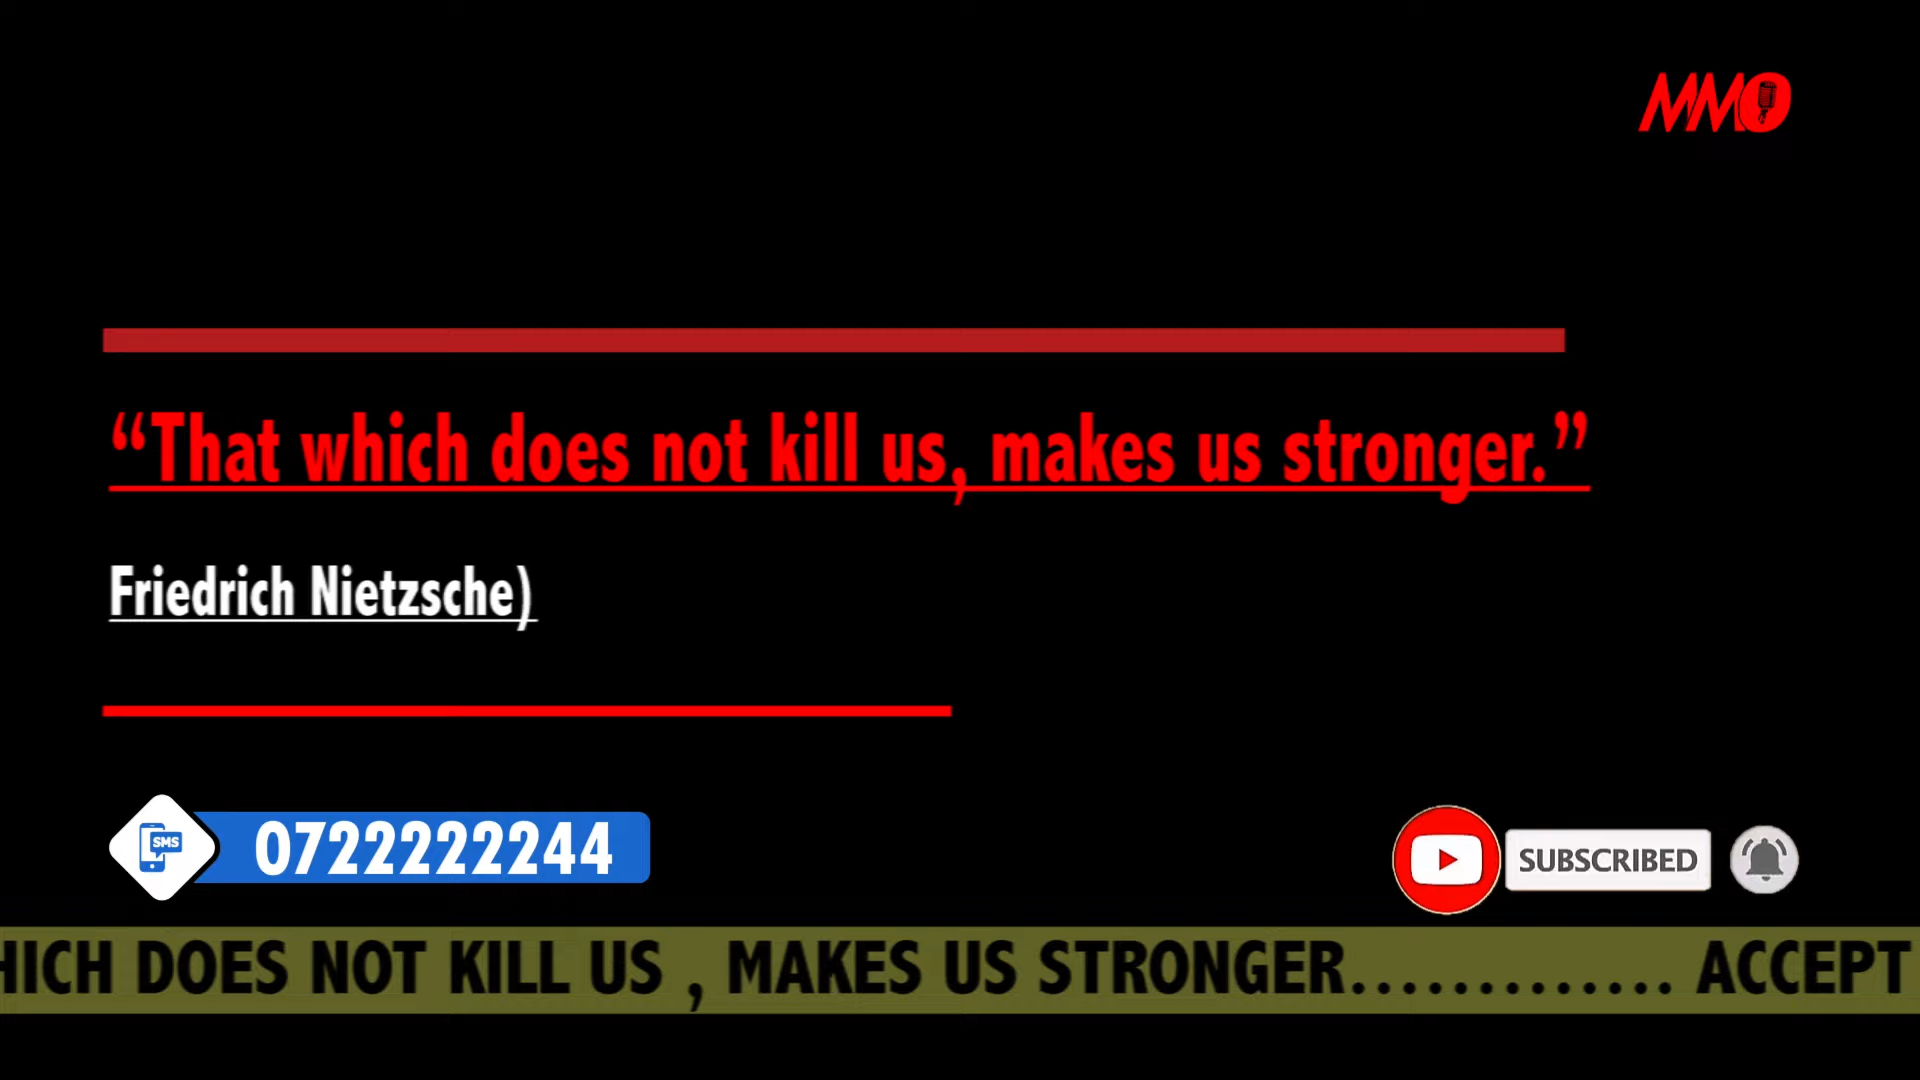 MMO
“That which does not kill us, makes us stronger.”
Friedrich Nietzsche)
SMS
0722222244
SUBSCRIBED
HICH DOES NOT KILL US , MAKES US STRONGER............. ACCEPT